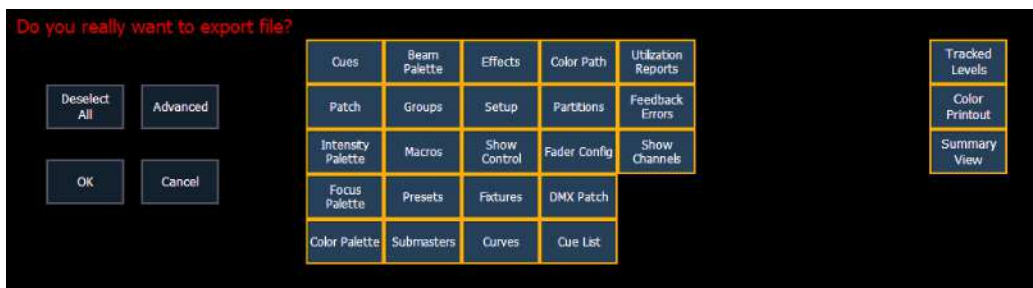 Do you really want to export file?
Cues
Beam
Palette
Effects
Color Path
Utilization
Reports
Tracked
Levels
Deselect
All
Advanced
Patch
Groups
Setup
Partitions
Feedback
Errors
Color
Printout
Intensity
Palette
Macros
Show
Control
Fader Config
Show
Channels
Summary
View
OK
Cancel
Focus
Palette
Presets
Fixtures
DMX Patch
Color Palette
Submasters
Curves
Cue List